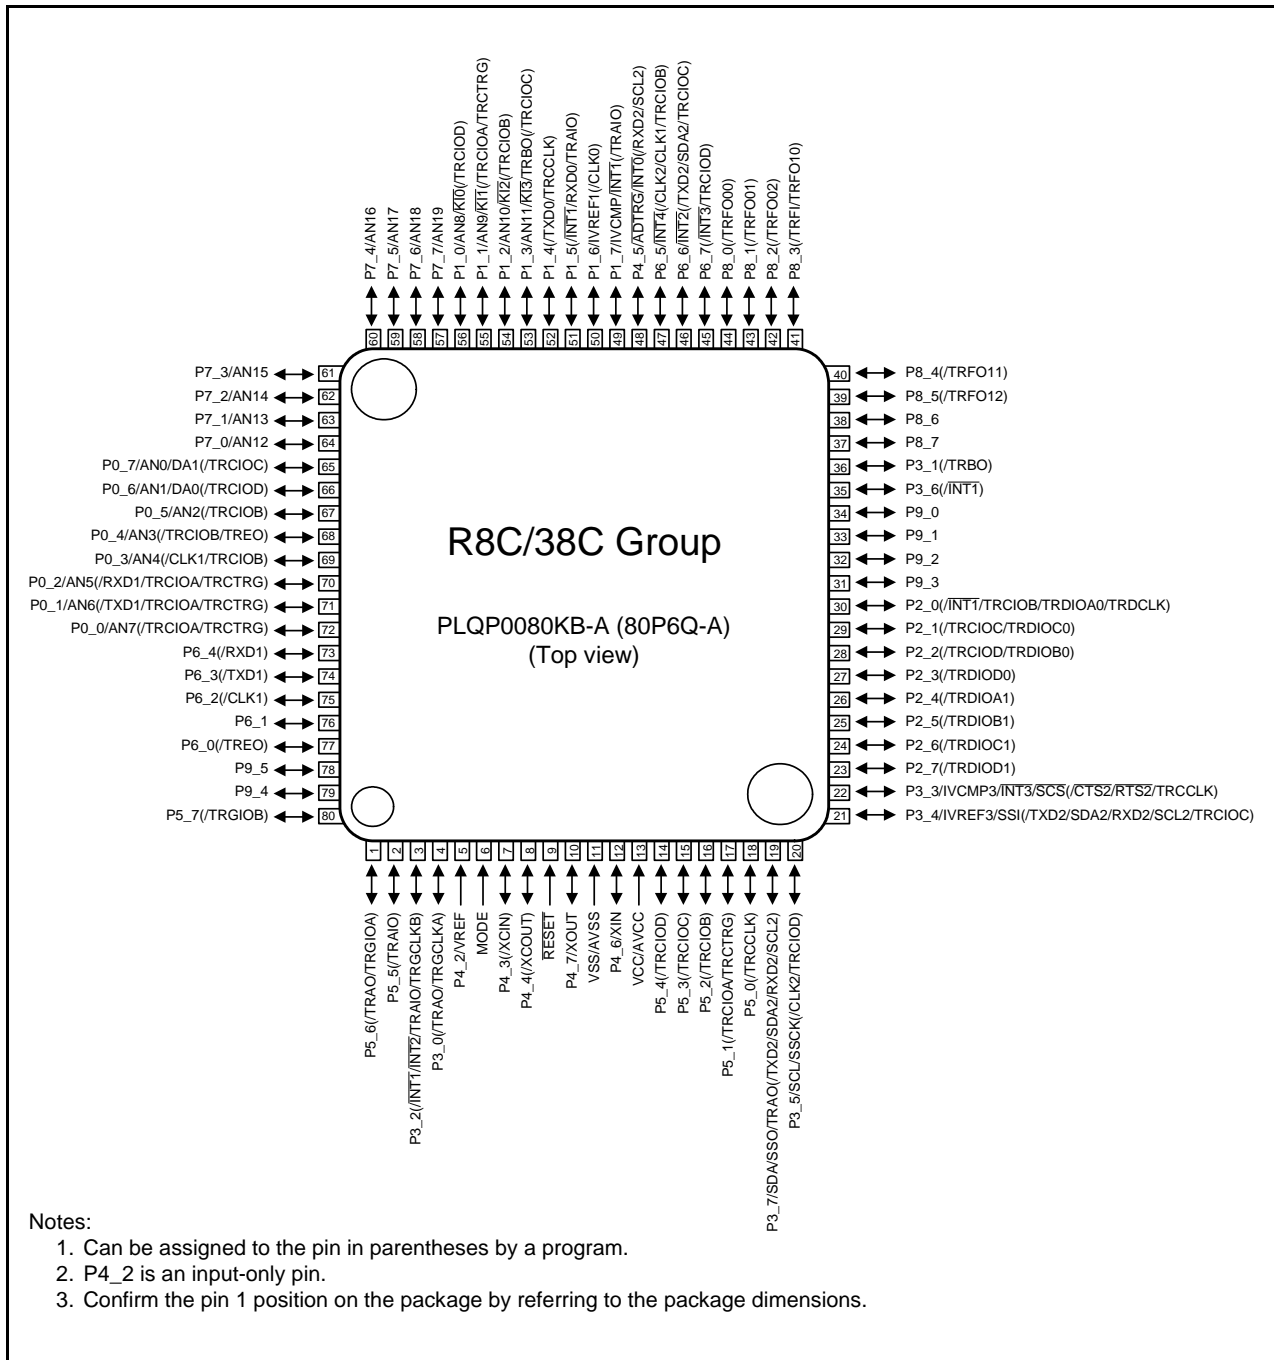 P7_4/AN16
P7_5/AN17
P7_6/AN18
P7_7/AN19
P1_0/AN8/KI0(/TRCIOD)
P1_1/AN9/KI1(/TRCIOA/TRCTRG)
P1_2/AN10/KI2(/TRCIOB)
P1_3/AN11/KI3/TRBO(/TRCIOC)
P1_4(/TXD0/TRCCLK)
P1_5(/INT1/RXD0/TRAIO)
P1_6/IVREF1(/CLK0)
P1_7/IVCMP/INT1(/TRAIO)
P4_5/ADTRG/INT0(/RXD2/SCL2)
P6_5/INT4(/CLK2/CLK1/TRCIOB)
P6_6/INT2(/TXD2/SDA2/TRCIOC)
P6_7(/INT3/TRCIOD)
P8_0(/TRFO00)
P8_1(/TRFO01)
P8_2(/TRFO02)
P8_3(/TRFI/TRFO10)
60 59 58 57 56 55 54 53 52 51 50 49 48 47 46 45 44 43 42 41
P7_3/AN15 61
P7_2/AN14 62
P7_1/AN13 63
P7_0/AN12 64
P0_7/AN0/DA1(/TRCIOC) 65
P0_6/AN1/DA0(/TRCIOD) 66
P0_5/AN2(/TRCIOB) 67
P0_4/AN3(/TRCIOB/TREO) 68
P0_3/AN4(/CLK1/TRCIOB) 69
P0_2/AN5(/RXD1/TRCIOA/TRCTRG) 70
P0_1/AN6(/TXD1/TRCIOA/TRCTRG) 71
P0_0/AN7(/TRCIOA/TRCTRG) 72
P6_4(/RXD1) 73
P6_3(/TXD1) 74
P6_2(/CLK1) 75
P6_1 76
P6_0(/TREO) 77
P9_5 78
P9_4 79
P5_7(/TRGIOB) 80
R8C/38C Group
PLQP0080KB-A (80P6Q-A)
(Top view)
40 P8_4(/TRFO11)
39 P8_5(/TRFO12)
38 P8_6
37 P8_7
36 P3_1(/TRBO)
35 P3_6(/INT1)
34 P9_0
33 P9_1
32 P9_2
31 P9_3
30 P2_0(/INT1/TRCIOB/TRDIOA0/TRDCLK)
29 P2_1(/TRCIOC/TRDIOC0)
28 P2_2(/TRCIOD/TRDIOB0)
27 P2_3(/TRDIOD0)
26 P2_4(/TRDIOA1)
25 P2_5(/TRDIOB1)
24 P2_6(/TRDIOC1)
23 P2_7(/TRDIOD1)
22 P3_3/IVCMP3/INT3/SCS(/CTS2/RTS2/TRCCLK)
21 P3_4/IVREF3/SSI(/TXD2/SDA2/RXD2/SCL2/TRCIOC)
1 2 3 4 5 6 7 8 9 10 11 12 13 14 15 16 17 18 19 20
P5_6(/TRAO/TRGIOA)
P5_5(/TRAIO)
P3_2(/INT1/INT2/TRAIO/TRGCLKB)
P3_0(/TRAO/TRGCLKA)
P4_2/VREF
MODE
P4_3(/XCIN)
P4_4(/XCOUT)
RESET
P4_7/XOUT
VSS/AVSS
P4_6/XIN
VCC/AVCC
P5_4(/TRCIOD)
P5_3(/TRCIOC)
P5_2(/TRCIOB)
P5_1(/TRCIOA/TRCTRG)
P5_0(/TRCCLK)
P3_7/SDA/SSO/TRAO(/TXD2/SDA2/RXD2/SCL2)
P3_5/SCL/SSCK(/CLK2/TRCIOD)
Notes:
1. Can be assigned to the pin in parentheses by a program.
2. P4_2 is an input-only pin.
3. Confirm the pin 1 position on the package by referring to the package dimensions.